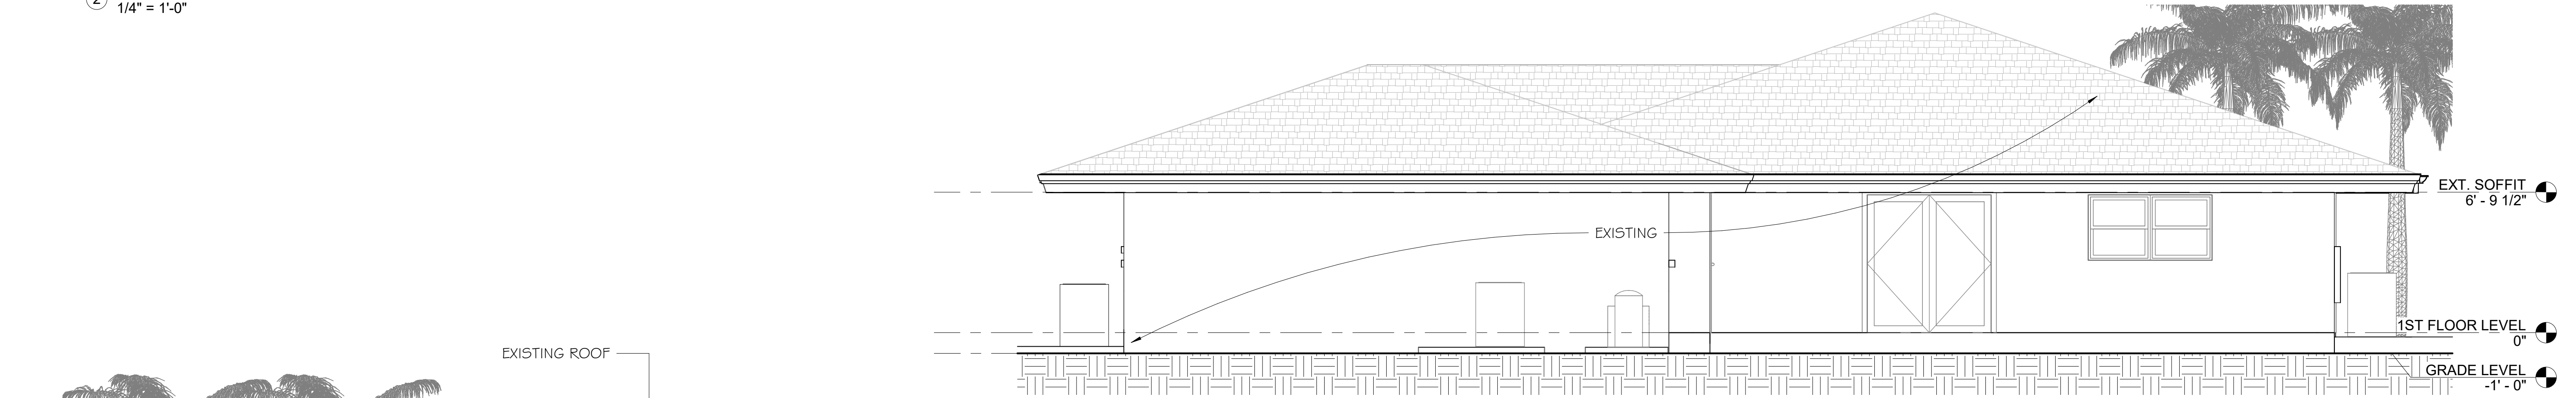 2
1/4" = 1'-0"
EXT. SOFFIT
6' - 9 1/2"
EXISTING
1ST FLOOR LEVEL
0"
EXISTING ROOF
GRADE LEVEL
-1' - 0"